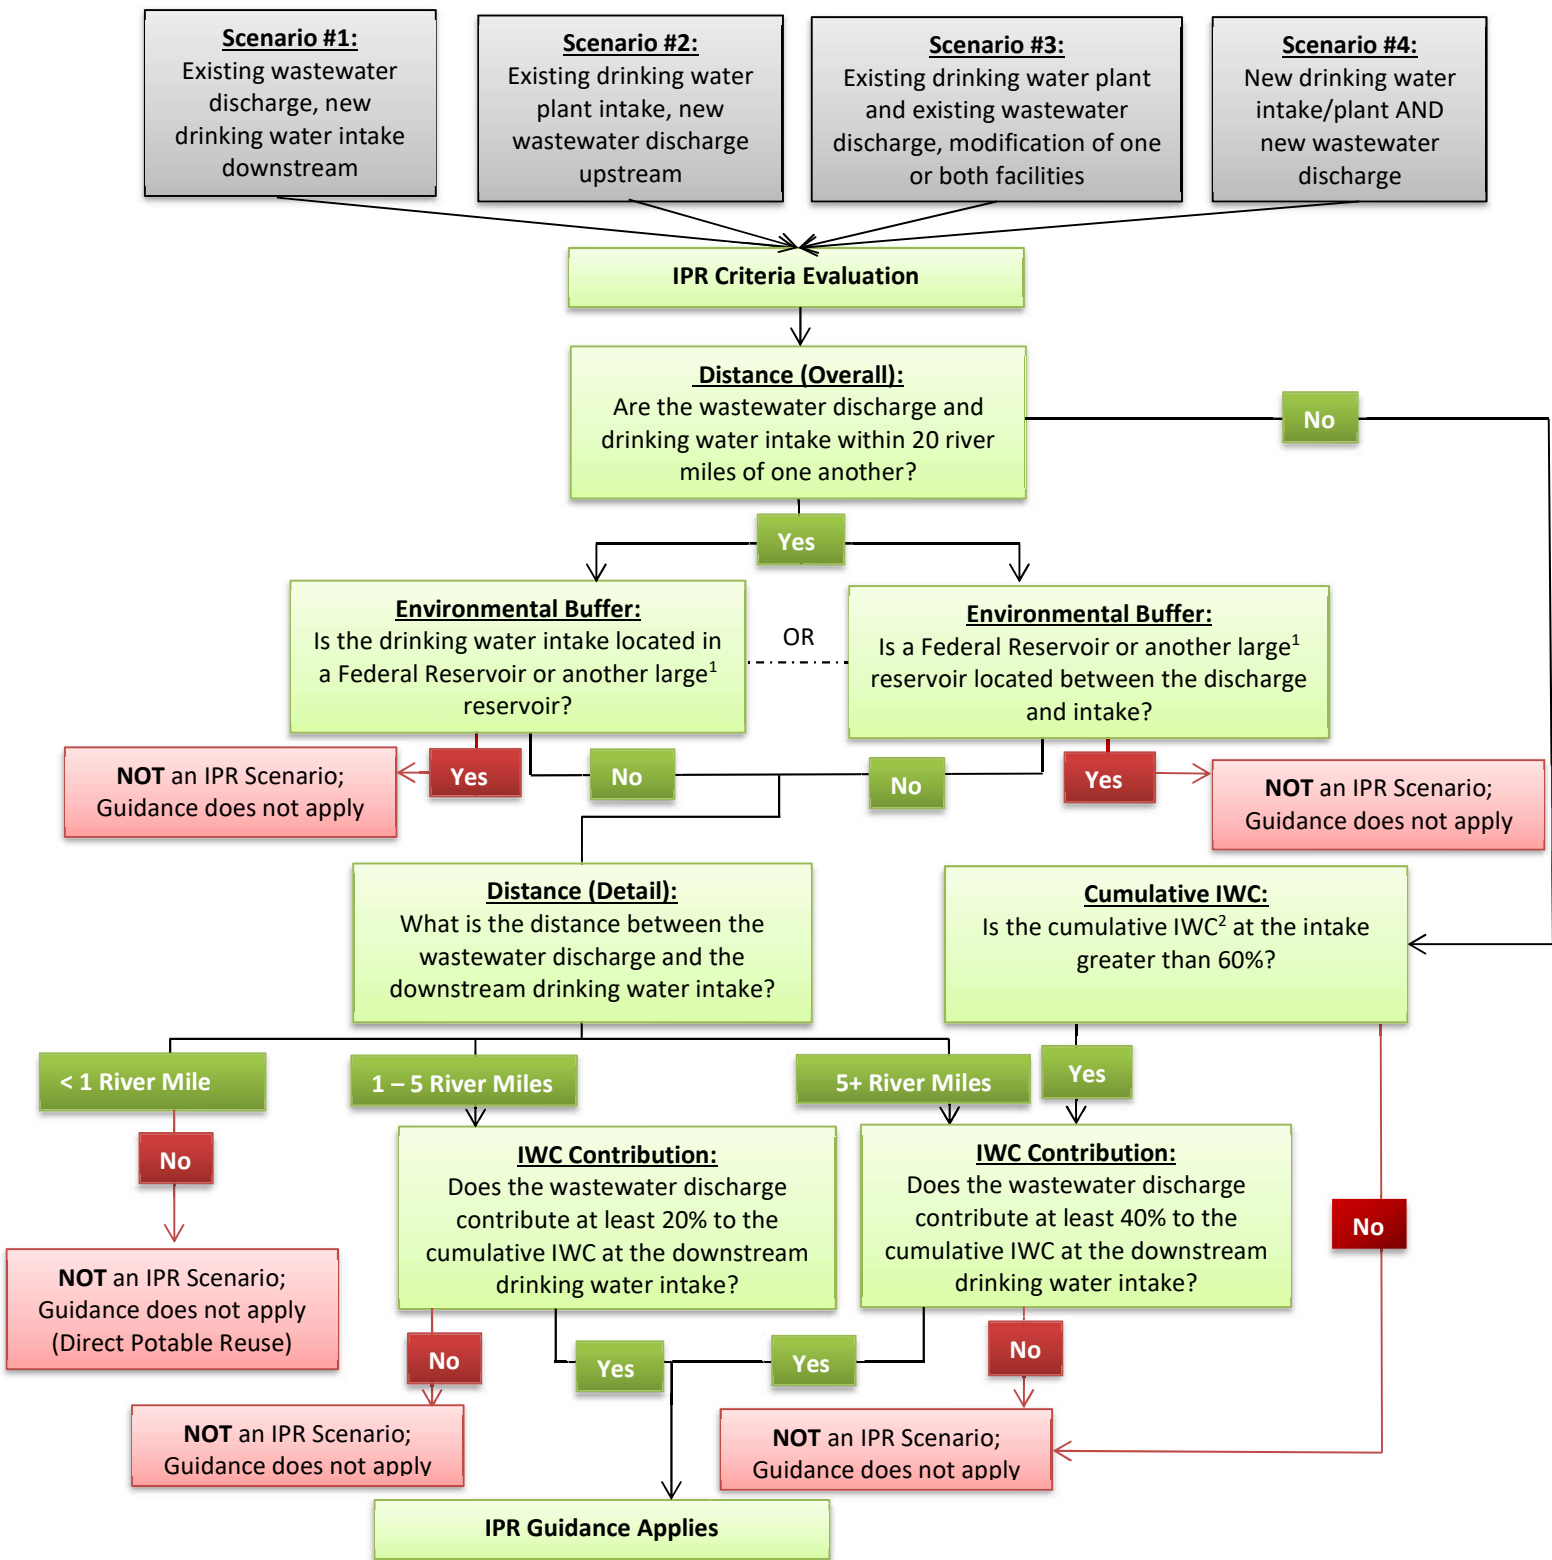 Scenario #1:
Existing wastewater
discharge, new
drinking water intake
downstream
Scenario #2:
Existing drinking water
plant intake, new
wastewater discharge
upstream
Scenario #3:
Existing drinking water plant
and existing wastewater
discharge, modification of one
or both facilities
Scenario #4:
New drinking water
intake/plant AND
new wastewater
discharge
IPR Criteria Evaluation
Distance (Overall):
Are the wastewater discharge and
drinking water intake within 20 river
miles of one another?
No
Yes
Environmental Buffer:
Is the drinking water intake located in
a Federal Reservoir or another large¹
reservoir?
OR
Environmental Buffer:
Is a Federal Reservoir or another large¹
reservoir located between the discharge
and intake?
NOT an IPR Scenario;
Guidance does not apply
Yes
No
No
Yes
NOT an IPR Scenario;
Guidance does not apply
Distance (Detail):
What is the distance between the
wastewater discharge and the
downstream drinking water intake?
Cumulative IWC:
Is the cumulative IWC² at the intake
greater than 60%?
< 1 River Mile
1 – 5 River Miles
5+ River Miles
Yes
No
IWC Contribution:
Does the wastewater discharge
contribute at least 20% to the
cumulative IWC at the downstream
drinking water intake?
IWC Contribution:
Does the wastewater discharge
contribute at least 40% to the
cumulative IWC at the downstream
drinking water intake?
No
NOT an IPR Scenario;
Guidance does not apply
(Direct Potable Reuse)
No
Yes
Yes
No
NOT an IPR Scenario;
Guidance does not apply
NOT an IPR Scenario;
Guidance does not apply
IPR Guidance Applies